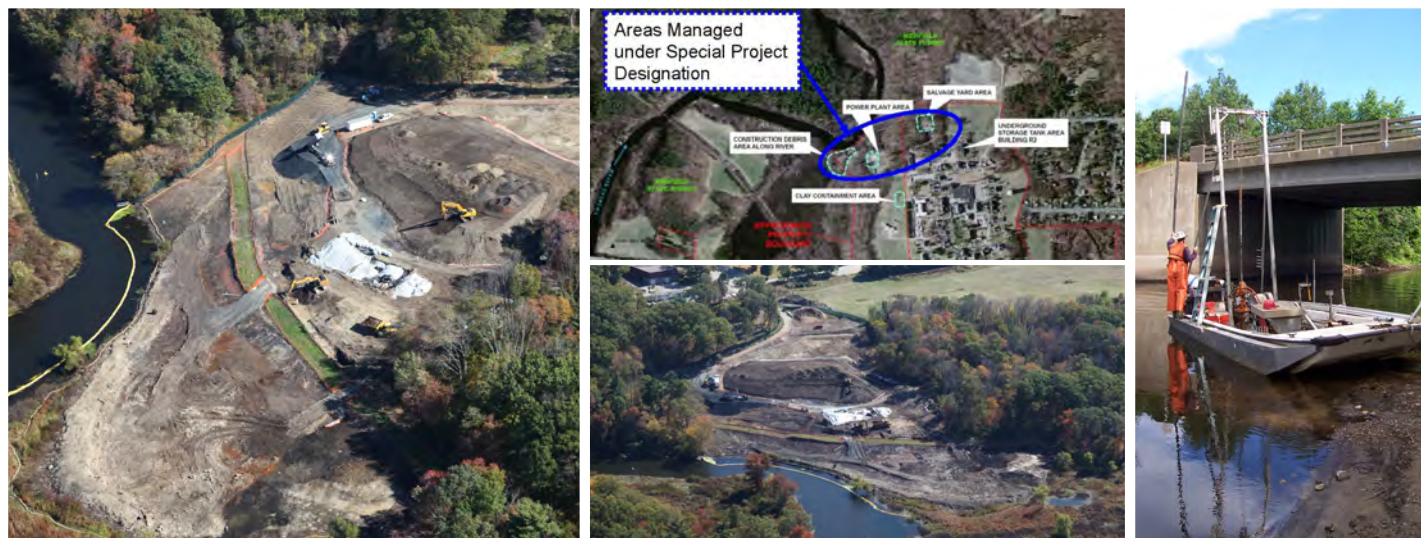 Areas Managed
under Special Project
Designation
SALVAGE YARD AREA
POWER PLANT AREA
UNDERGROUND
STORAGE TANK AREA
BUILDING R2
CONSTRUCTION DEBRIS
AREA ALONG RIVER
CLAY CONTAINMENT AREA